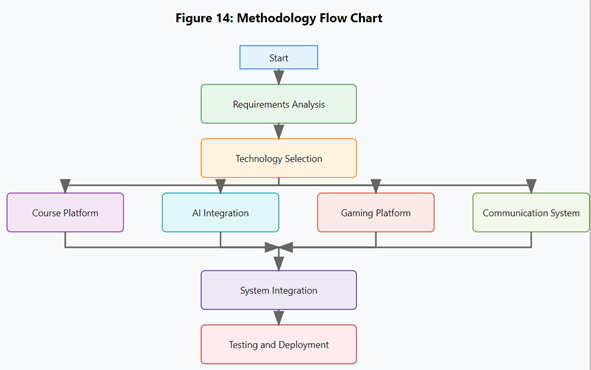 Figure 14: Methodology Flow Chart
Start
Requirements Analysis
Technology Selection
Course Platform
AI Integration
Gaming Platform
Communication System
System Integration
Testing and Deployment